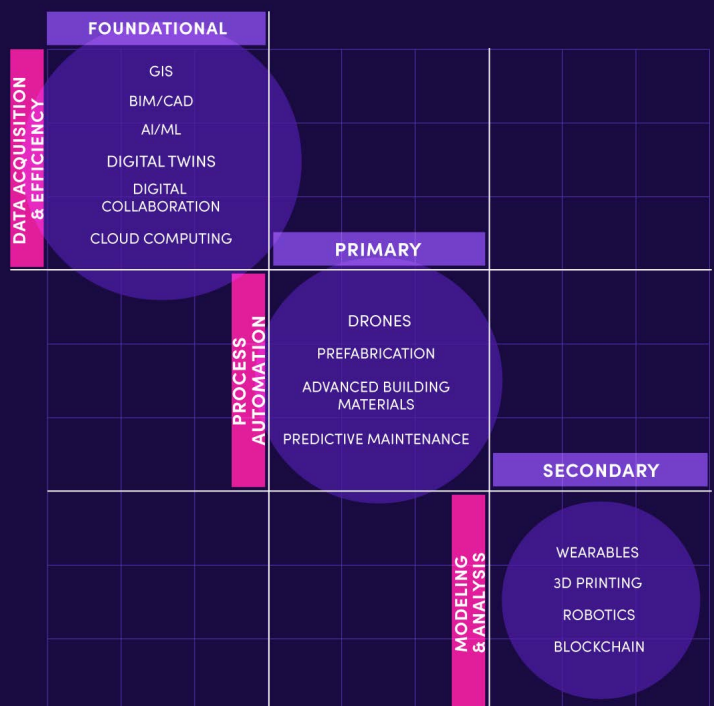 FOUNDATIONAL
DATA ACQUISITION
& EFFICIENCY
GIS
BIM/CAD
AI/ML
DIGITAL TWINS
DIGITAL
COLLABORATION
CLOUD COMPUTING
PRIMARY
PROCESS
AUTOMATION
DRONES
PREFABRICATION
ADVANCED BUILDING
MATERIALS
PREDICTIVE MAINTENANCE
SECONDARY
MODELING
& ANALYSIS
WEARABLES
3D PRINTING
ROBOTICS
BLOCKCHAIN